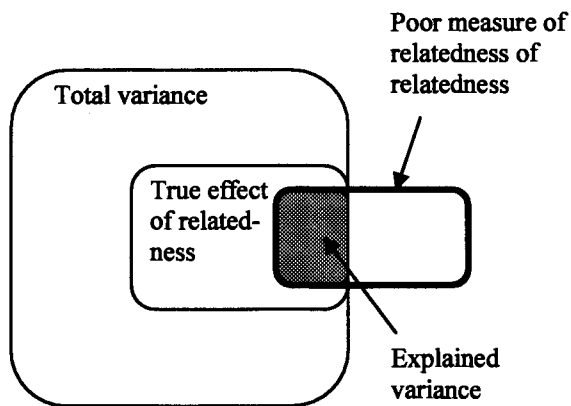 Poor measure of
relatedness of
relatedness
Total variance
True effect
of related-
ness
Explained
variance